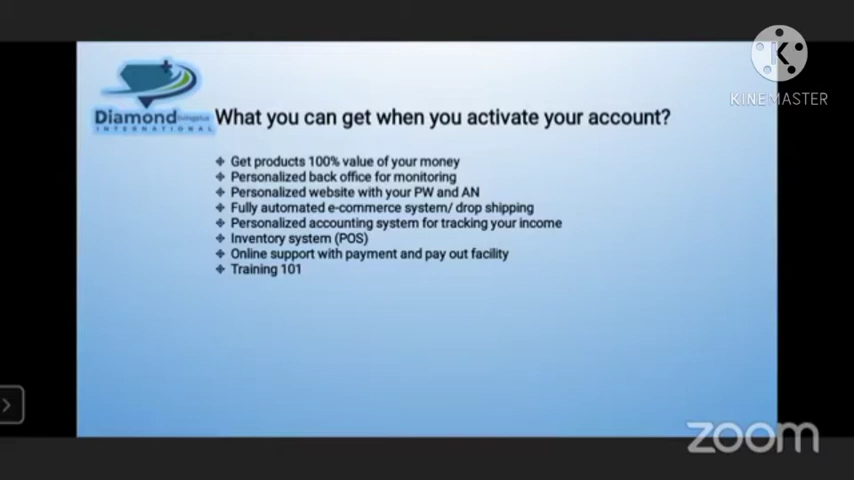 KINEMASTER
Diamond livingplus
INTERNATIONAL
What you can get when you activate your account?
Get products 100% value of your money
Personalized back office for monitoring
Personalized website with your PW and AN
Fully automated e-commerce system/ drop shipping
Personalized accounting system for tracking your income
Inventory system (POS)
Online support with payment and pay out facility
Training 101
zoom